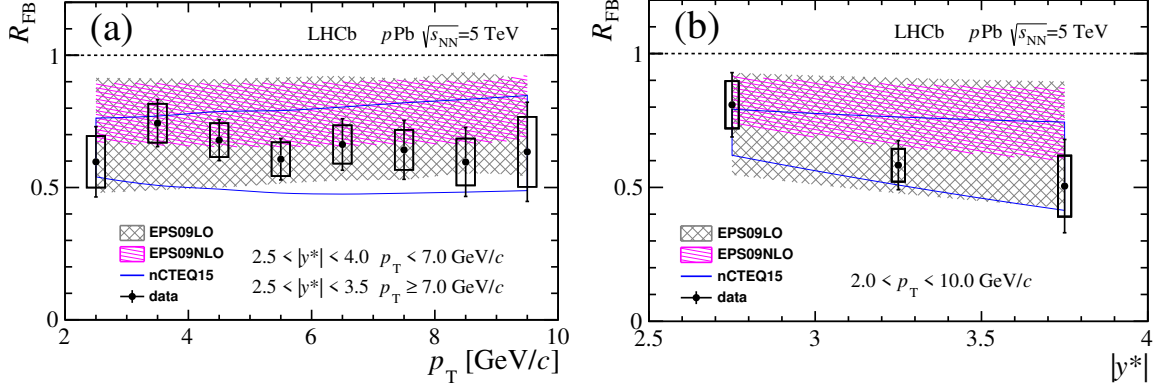 R_FB
(a)
LHCb pPb √s_NN=5 TeV
1
0.5
0
EPS09LO
EPS09NLO
nCTEQ15
data
2.5 < |y*| < 4.0 p_T < 7.0 GeV/c
2.5 < |y*| < 3.5 p_T ≥ 7.0 GeV/c
2 4 6 8 10
p_T [GeV/c]
R_FB
(b)
LHCb pPb √s_NN=5 TeV
1
0.5
0
EPS09LO
EPS09NLO
nCTEQ15
data
2.0 < p_T < 10.0 GeV/c
2.5 3 3.5 4
|y*|